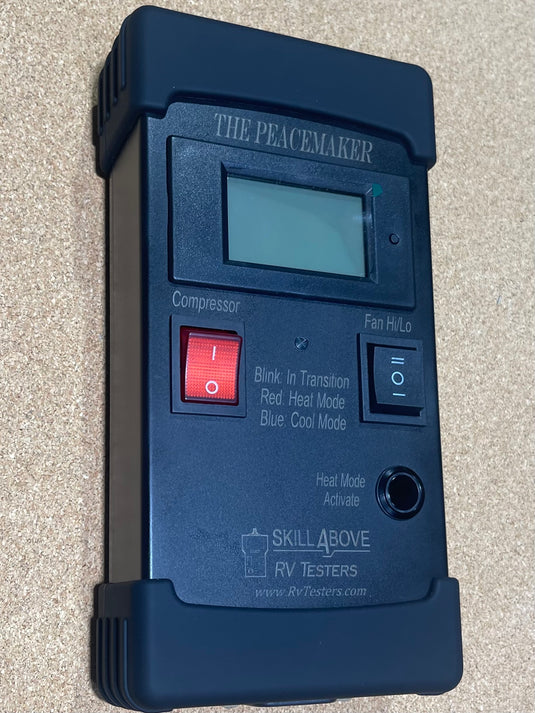 THE PEACEMAKER
Compressor
Fan Hi/Lo
I
O
II
O
I
Blink: In Transition
Red: Heat Mode
Blue: Cool Mode
Heat Mode
Activate
SKILL ABOVE
RV TESTERS
www.RvTesters.com